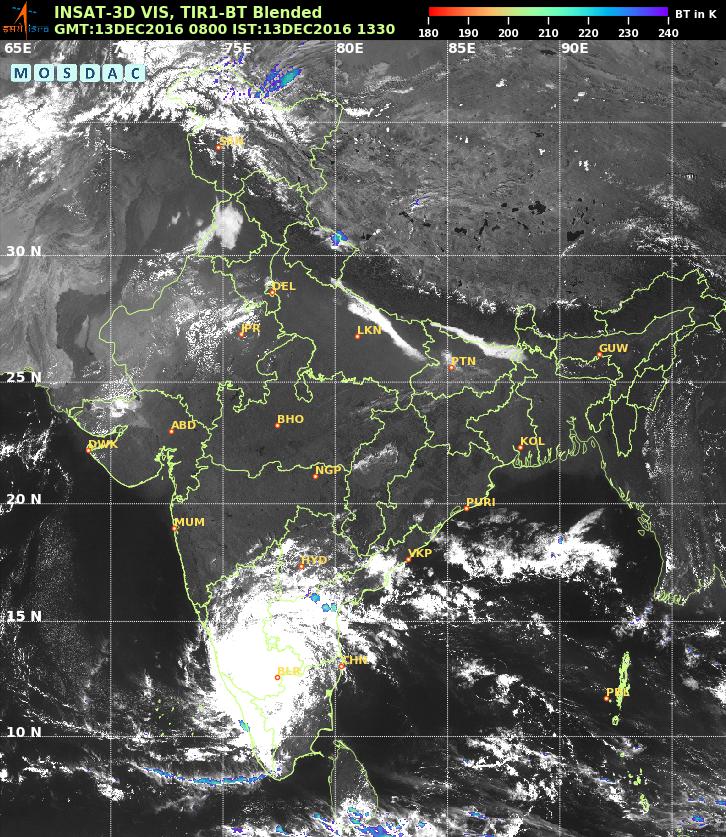 INSAT-3D VIS, TIR1-BT Blended
GMT:13DEC2016 0800 IST:13DEC2016 1330
BT in K
180 190 200 210 220 230 240
65E 75E 80E 85E 90E
MOSDAC
SRN
30 N
DEL
JPR
LKN
GUW
PTN
25 N
BHO
ABD
KOL
DWK
NGP
20 N
PURI
MUM
VKP
HYD
15 N
CHN
BLR
10 N